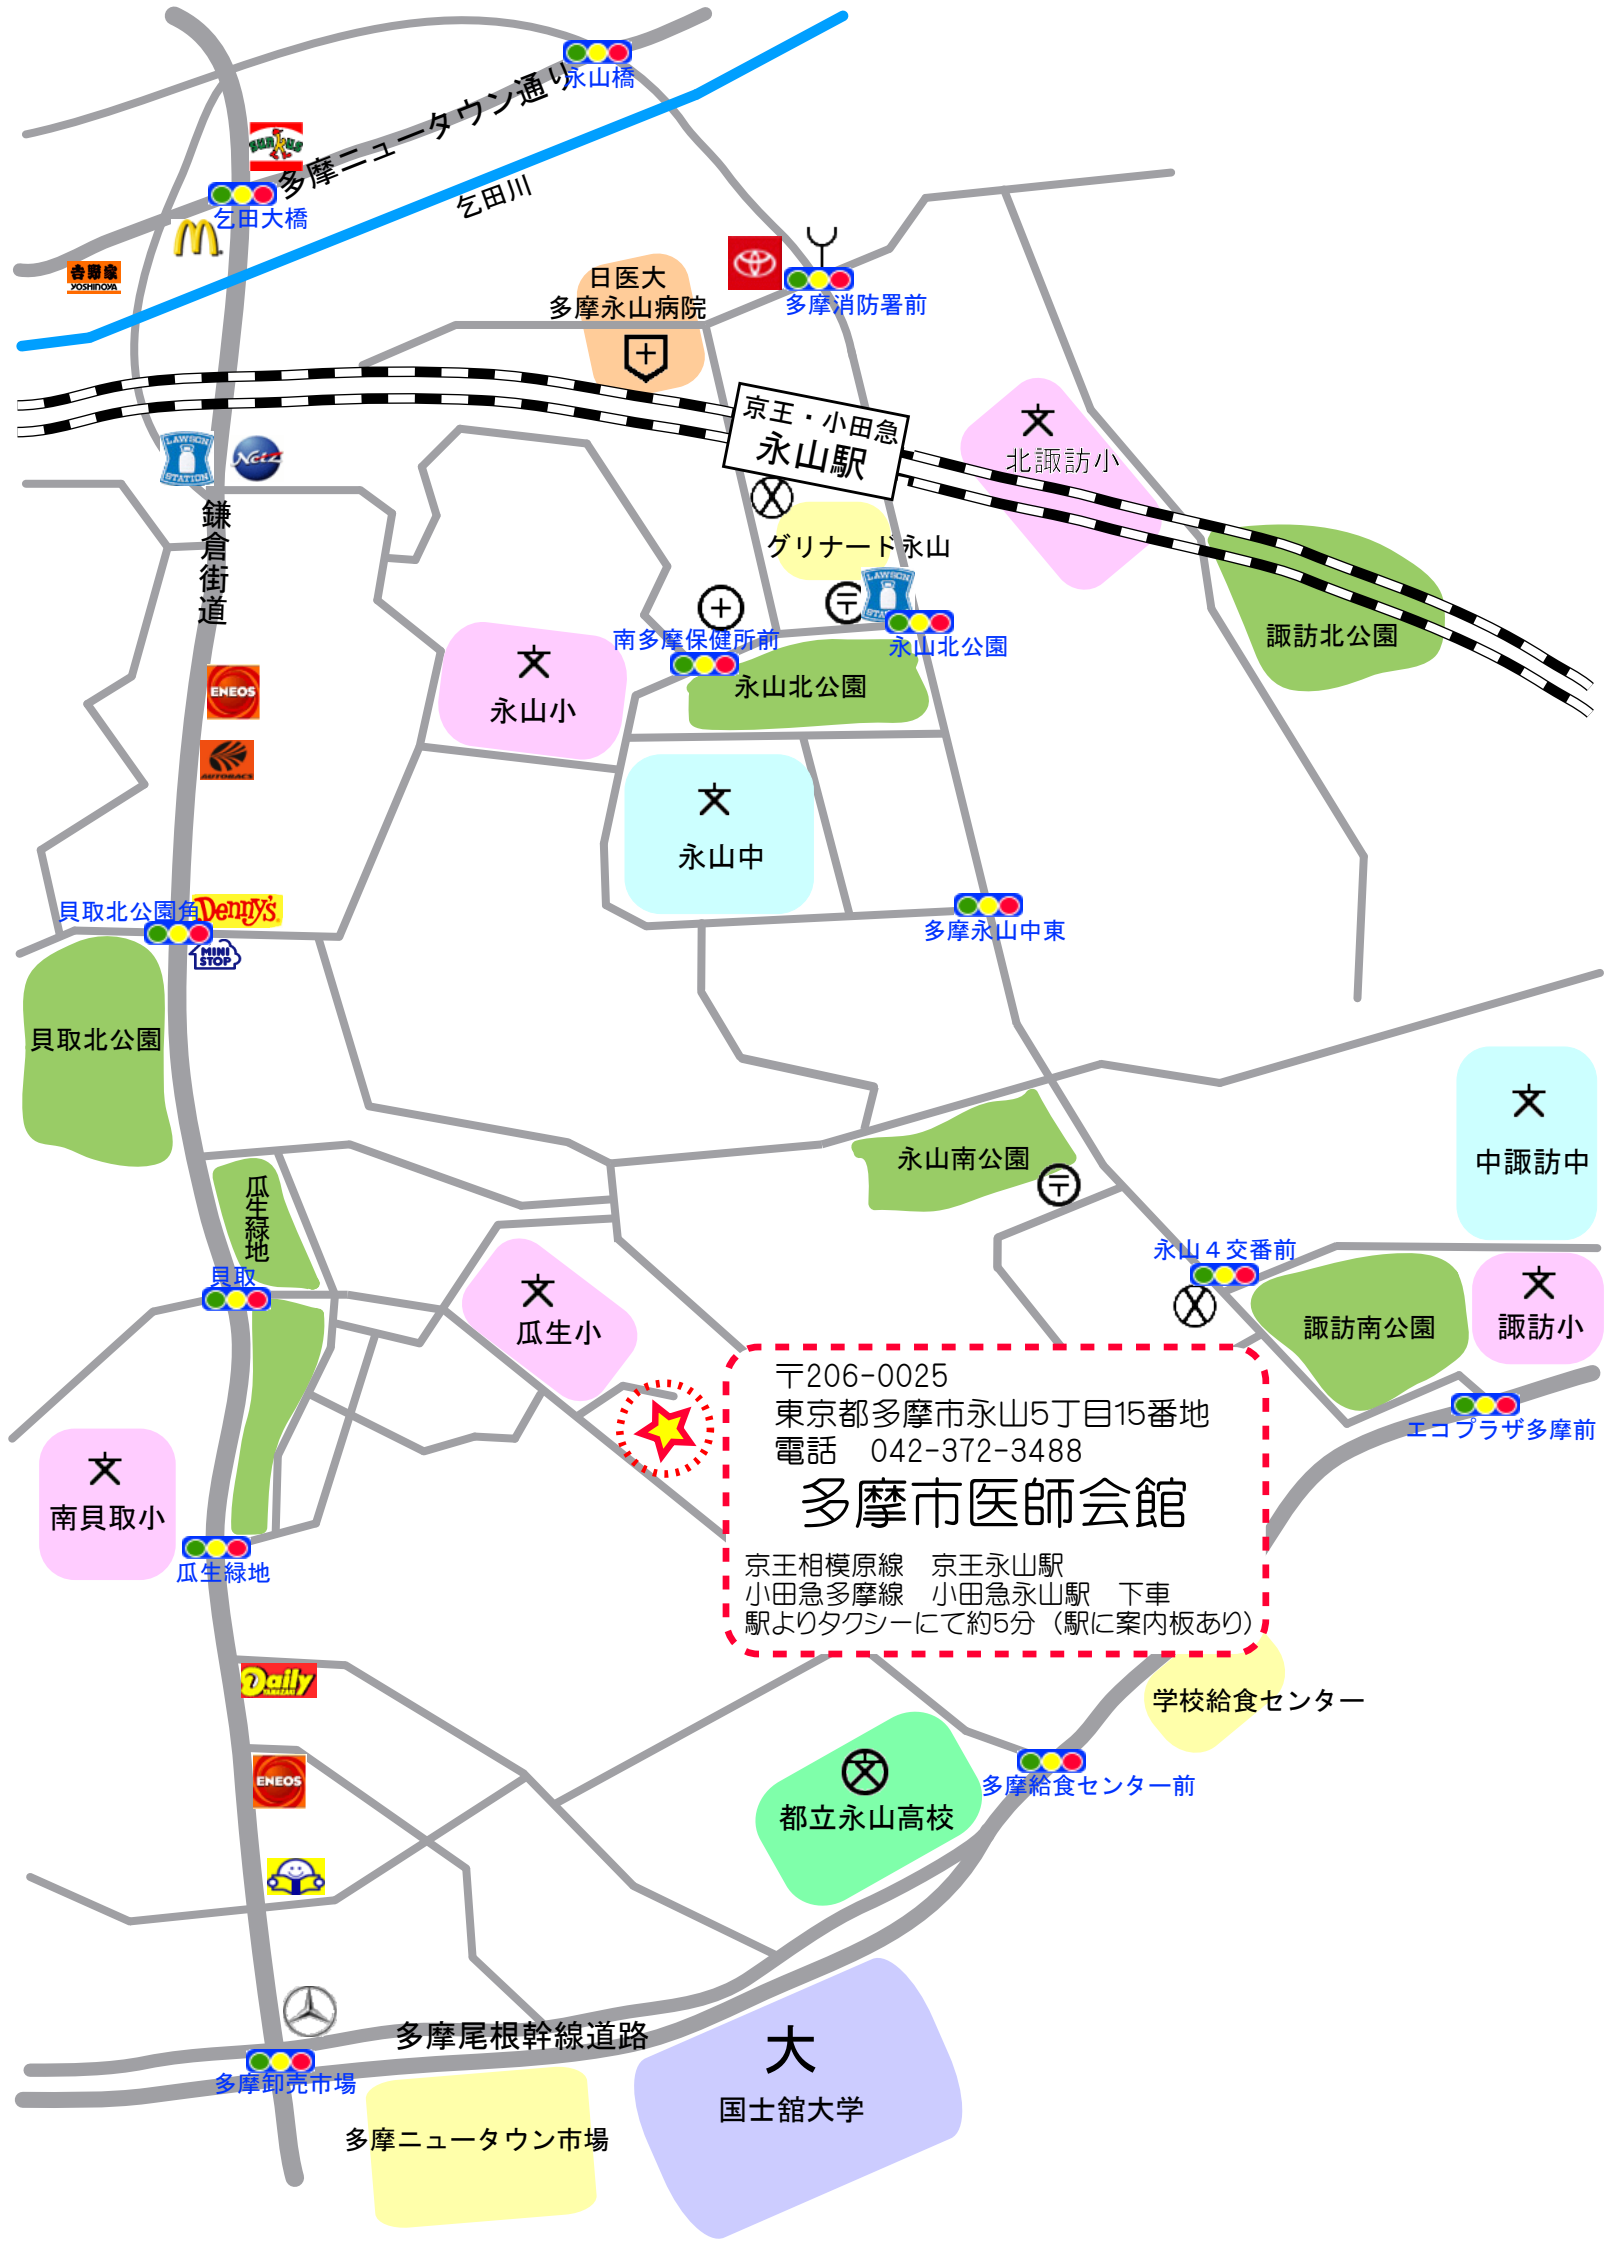 永山橋
多摩ニュータウン通り
SUNKUS
乞田大橋
乞田川
吉野家
YOSHINOYA
日医大
多摩永山病院
多摩消防署前
京王・小田急
永山駅
北諏訪小
LAWSON
STATION
Netz
鎌倉街道
グリナード永山
LAWSON
STATION
南多摩保健所前
永山北公園
諏訪北公園
永山北公園
永山小
ENEOS
AUTOBACS
永山中
貝取北公園角
Denny's
MINI
STOP
多摩永山中東
貝取北公園
永山南公園
中諏訪中
瓜生緑地
貝取
永山4交番前
瓜生小
諏訪南公園
諏訪小
エコプラザ多摩前
〒206-0025
東京都多摩市永山5丁目15番地
電話 042-372-3488
多摩市医師会館
京王相模原線 京王永山駅
小田急多摩線 小田急永山駅 下車
駅よりタクシーにて約5分（駅に案内板あり）
南貝取小
瓜生緑地
Daily
YAMAZAKI
学校給食センター
ENEOS
多摩給食センター前
都立永山高校
多摩尾根幹線道路
大
国士舘大学
多摩卸売市場
多摩ニュータウン市場